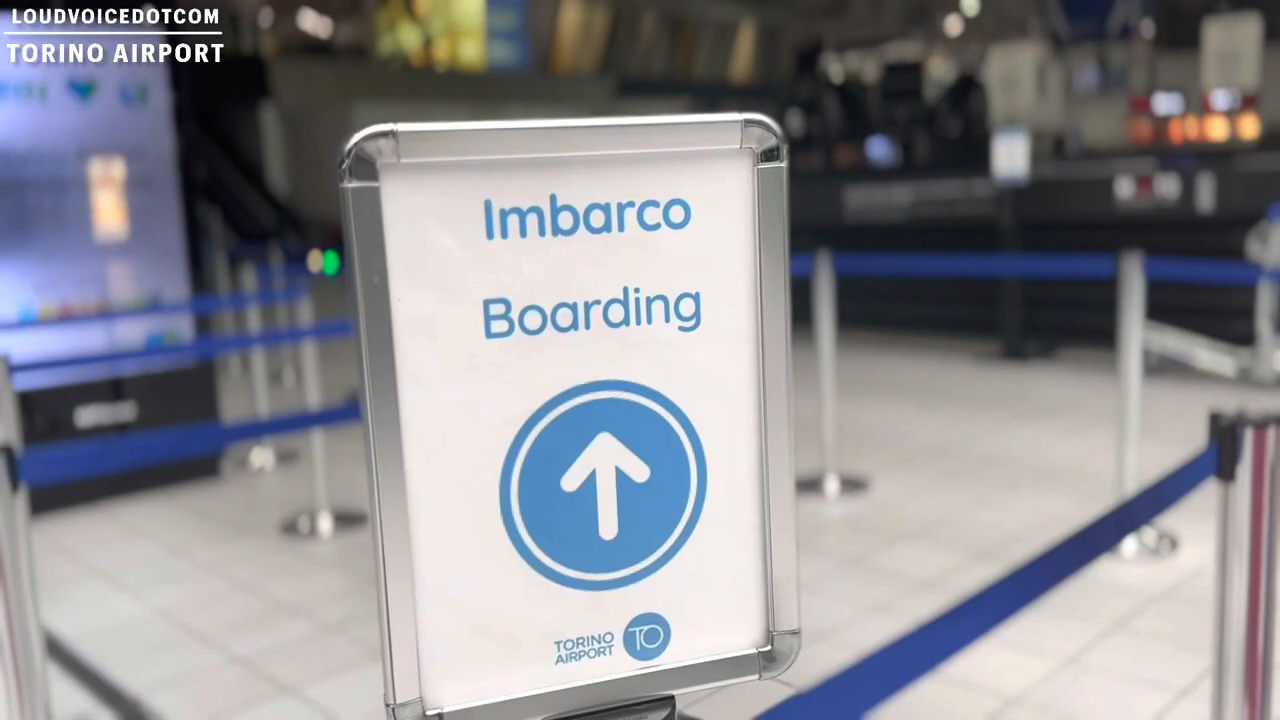 LOUDVOICEDOTCOM
TORINO AIRPORT
Imbarco
Boarding
TORINO
AIRPORT
TO